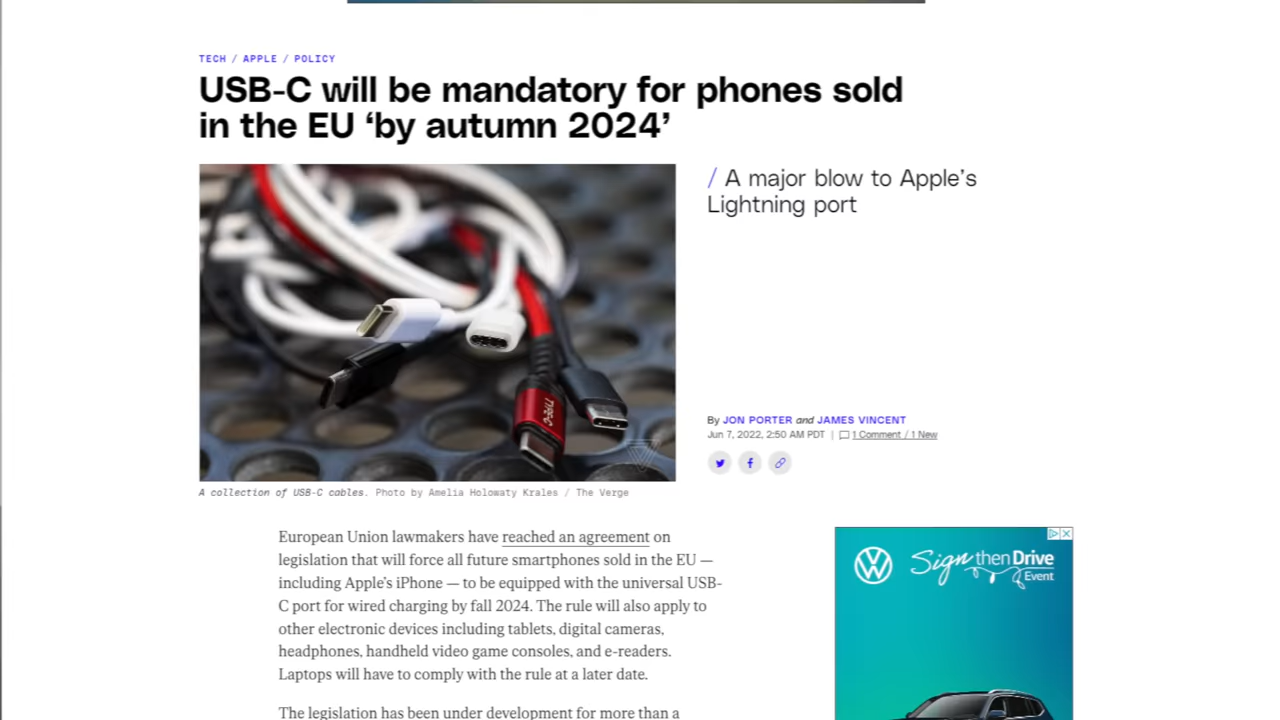 TECH / APPLE / POLICY
USB-C will be mandatory for phones sold
in the EU ‘by autumn 2024’
/ A major blow to Apple’s
Lightning port
TYPE-C
By JON PORTER and JAMES VINCENT
Jun 7, 2022, 2:50 AM PDT | 1 Comment / 1 New
A collection of USB-C cables. Photo by Amelia Holowaty Krales / The Verge
European Union lawmakers have reached an agreement on
legislation that will force all future smartphones sold in the EU —
including Apple’s iPhone — to be equipped with the universal USB-
C port for wired charging by fall 2024. The rule will also apply to
other electronic devices including tablets, digital cameras,
headphones, handheld video game consoles, and e-readers.
Laptops will have to comply with the rule at a later date.
The legislation has been under development for more than a
Sign then Drive
Event